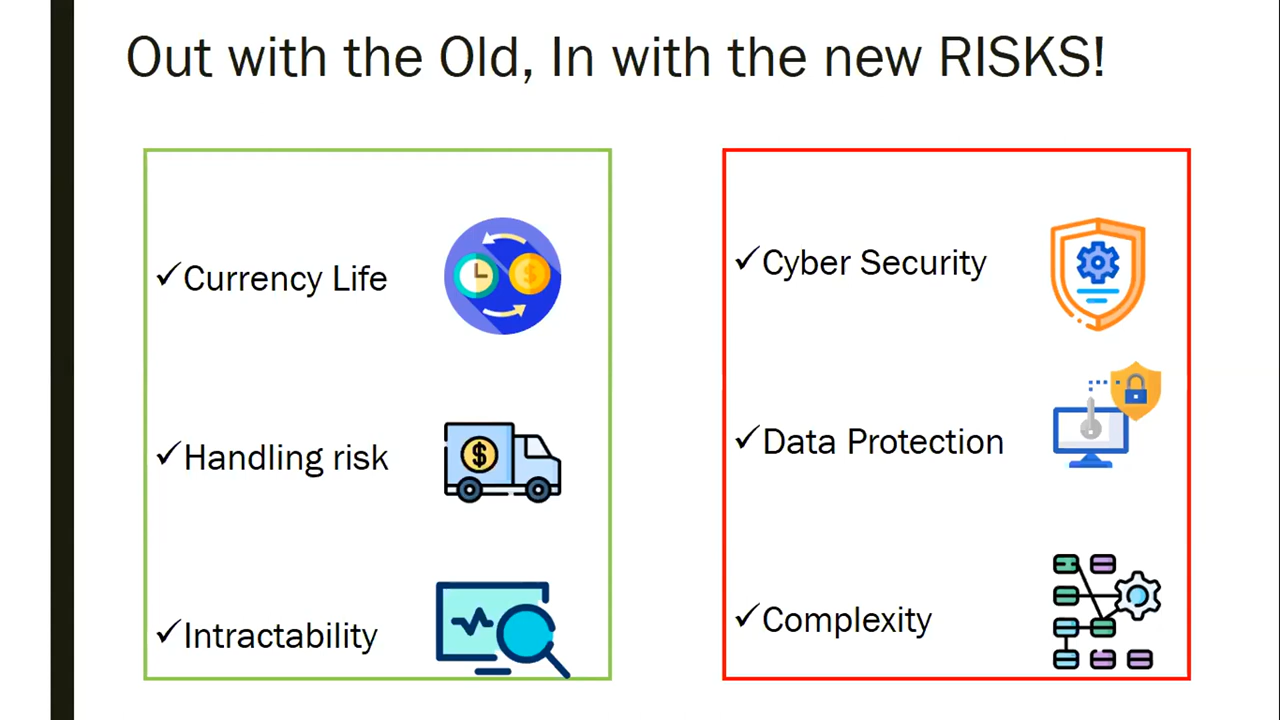 Out with the Old, In with the new RISKS!
✓Currency Life
✓Handling risk
$
✓Intractability
✓Cyber Security
✓Data Protection
✓Complexity